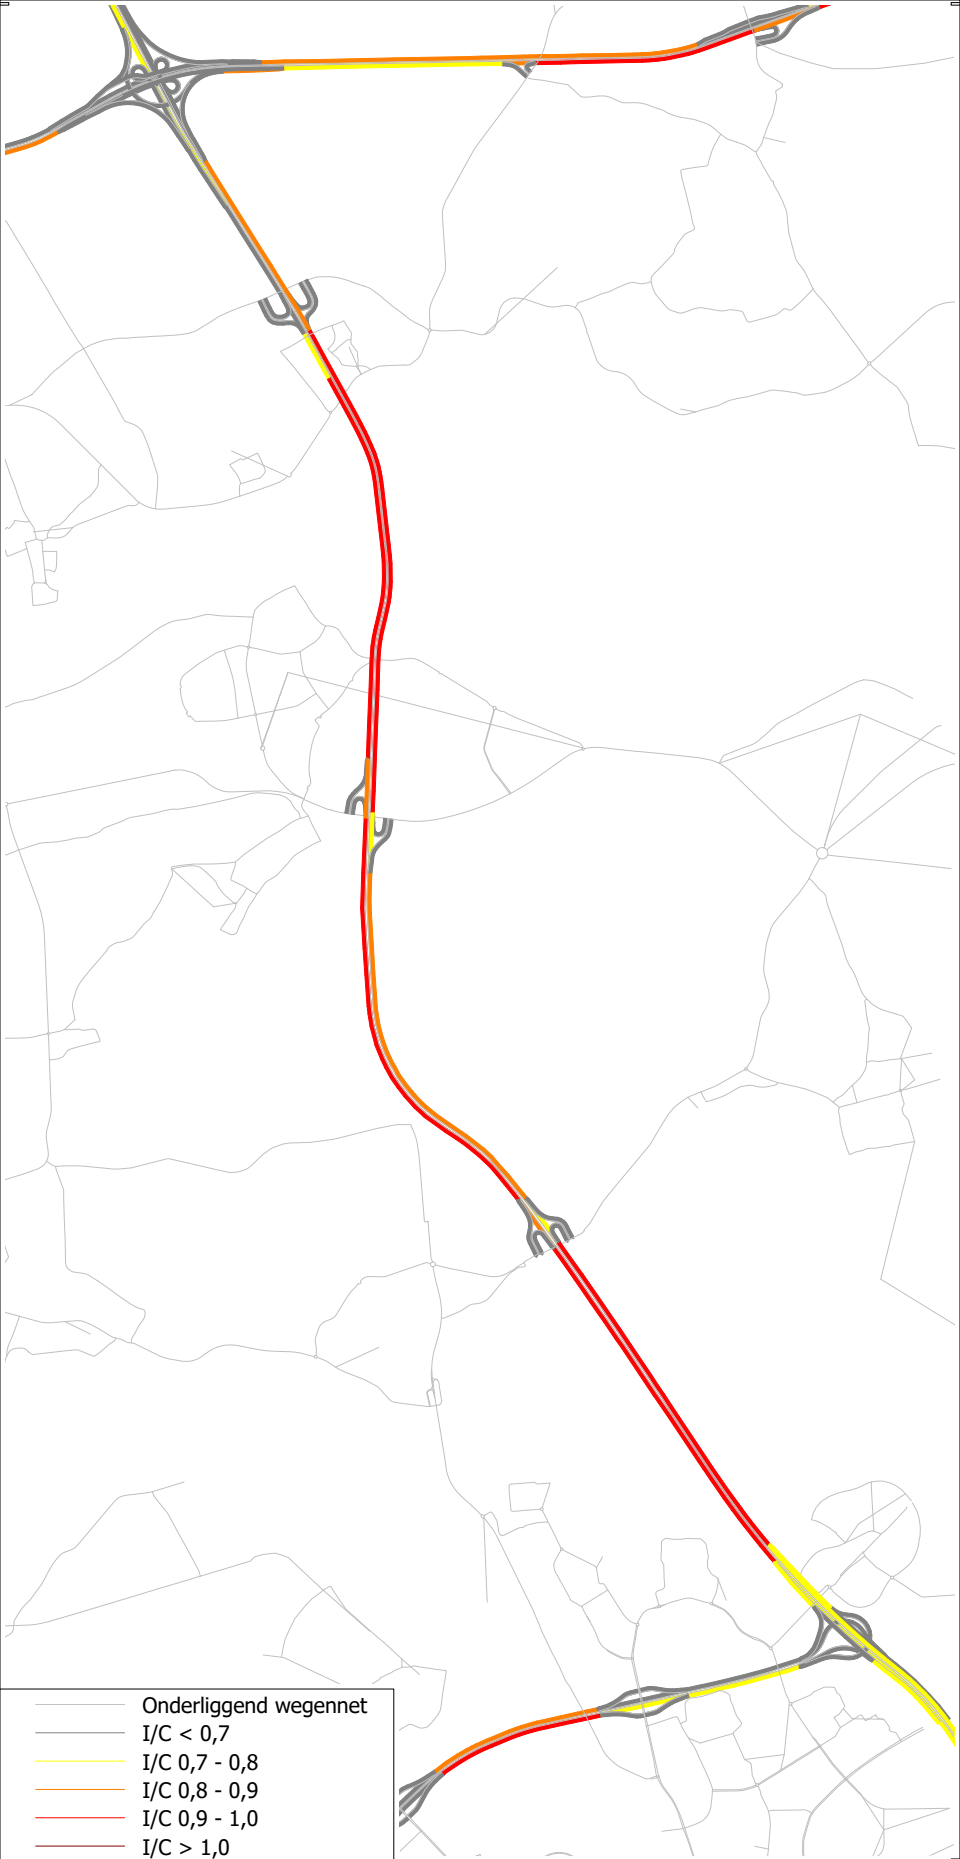 Onderliggend wegennet
I/C < 0,7
I/C 0,7 - 0,8
I/C 0,8 - 0,9
I/C 0,9 - 1,0
I/C > 1,0